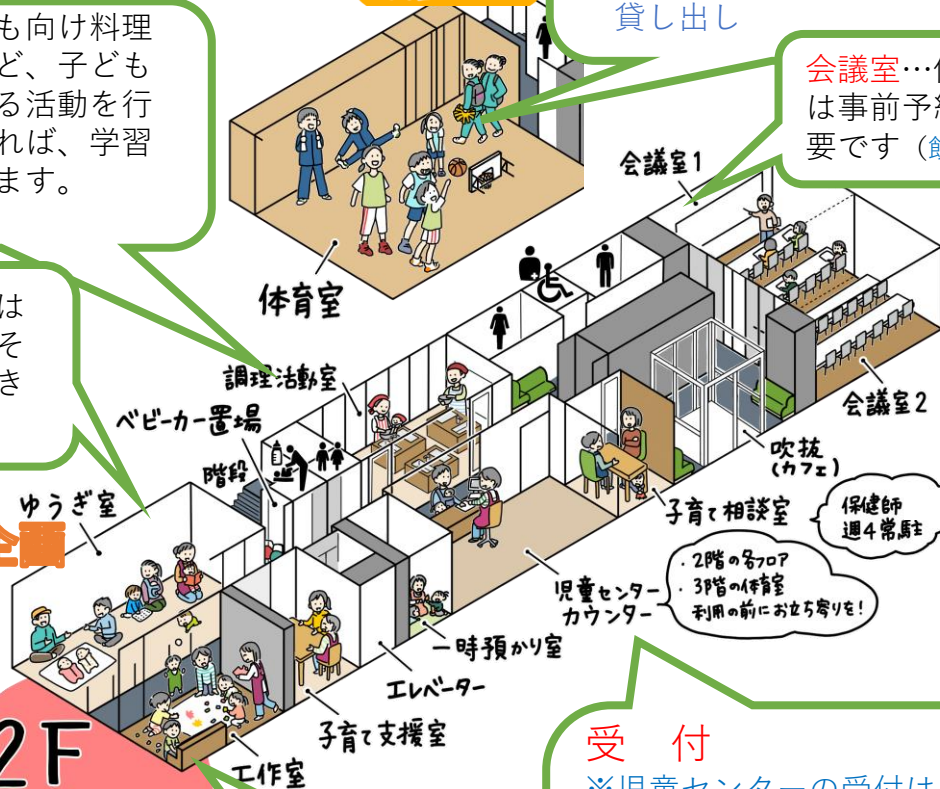 も向け料理
ど、子ども
る活動を行
れば、学習
ます。
貸し出し
会議室…
は事前予
要です（
会議室1
体育室
は
そ
き
調理活動室
ベビーカー置場
階段
ゆうぎ室
企画
会議室2
吹抜
(カフェ)
子育て相談室
保健師
週4常駐
児童センター
カウンター
・2階の各フロア
・3階の体育室
利用の前にお立ち寄りを！
一時預かり室
エレベーター
子育て支援室
工作室
2F
受　付
※児童センターの受付は